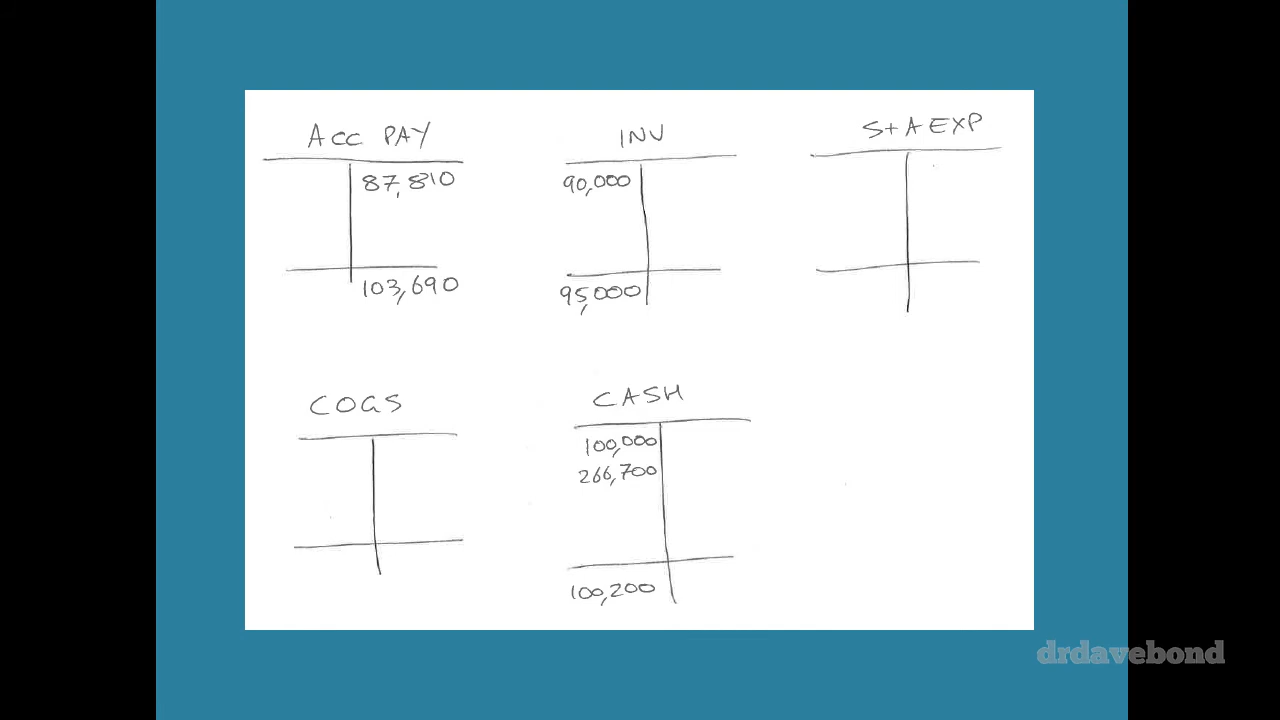 ACC PAY
87,810
103,690
INV
90,000
95,000
S+A EXP
COGS
CASH
100,000
266,700
100,200
drdavebond